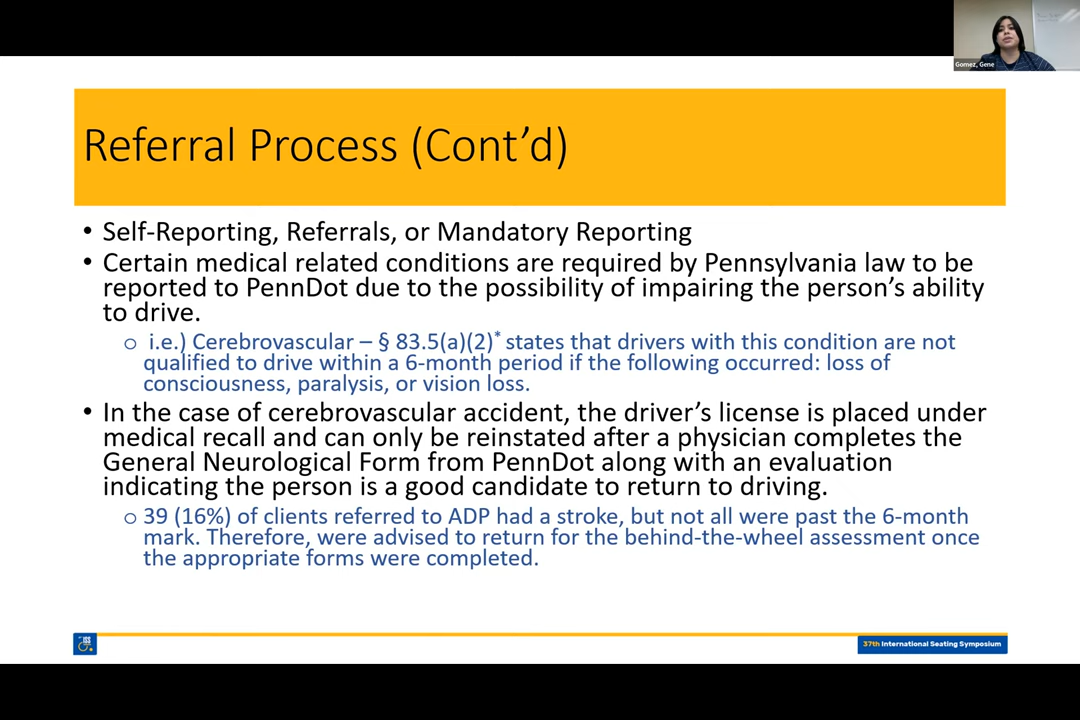 Gomez, Gene
Referral Process (Cont’d)
• Self-Reporting, Referrals, or Mandatory Reporting
• Certain medical related conditions are required by Pennsylvania law to be
reported to PennDot due to the possibility of impairing the person’s ability
to drive.
o i.e.) Cerebrovascular – § 83.5(a)(2)* states that drivers with this condition are not
qualified to drive within a 6-month period if the following occurred: loss of
consciousness, paralysis, or vision loss.
• In the case of cerebrovascular accident, the driver’s license is placed under
medical recall and can only be reinstated after a physician completes the
General Neurological Form from PennDot along with an evaluation
indicating the person is a good candidate to return to driving.
o 39 (16%) of clients referred to ADP had a stroke, but not all were past the 6-month
mark. Therefore, were advised to return for the behind-the-wheel assessment once
the appropriate forms were completed.
ISS
37th International Seating Symposium